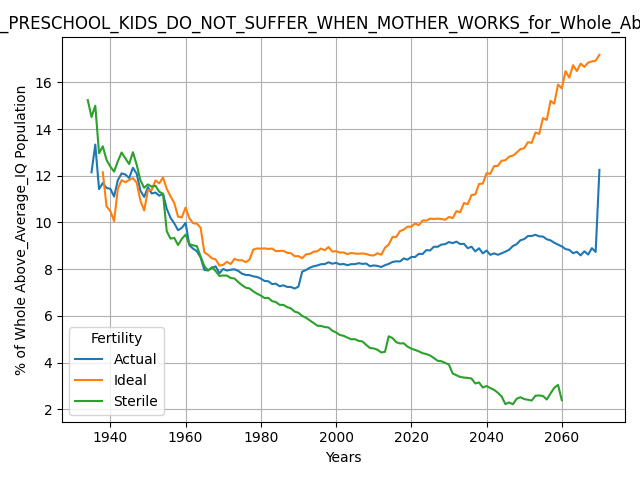 _PRESCHOOL_KIDS_DO_NOT_SUFFER_WHEN_MOTHER_WORKS_for_Whole_Ab
% of Whole Above_Average_IQ Population
16
14
12
10
8
6
4
2
Fertility
Actual
Ideal
Sterile
1940 1960 1980 2000 2020 2040 2060
Years